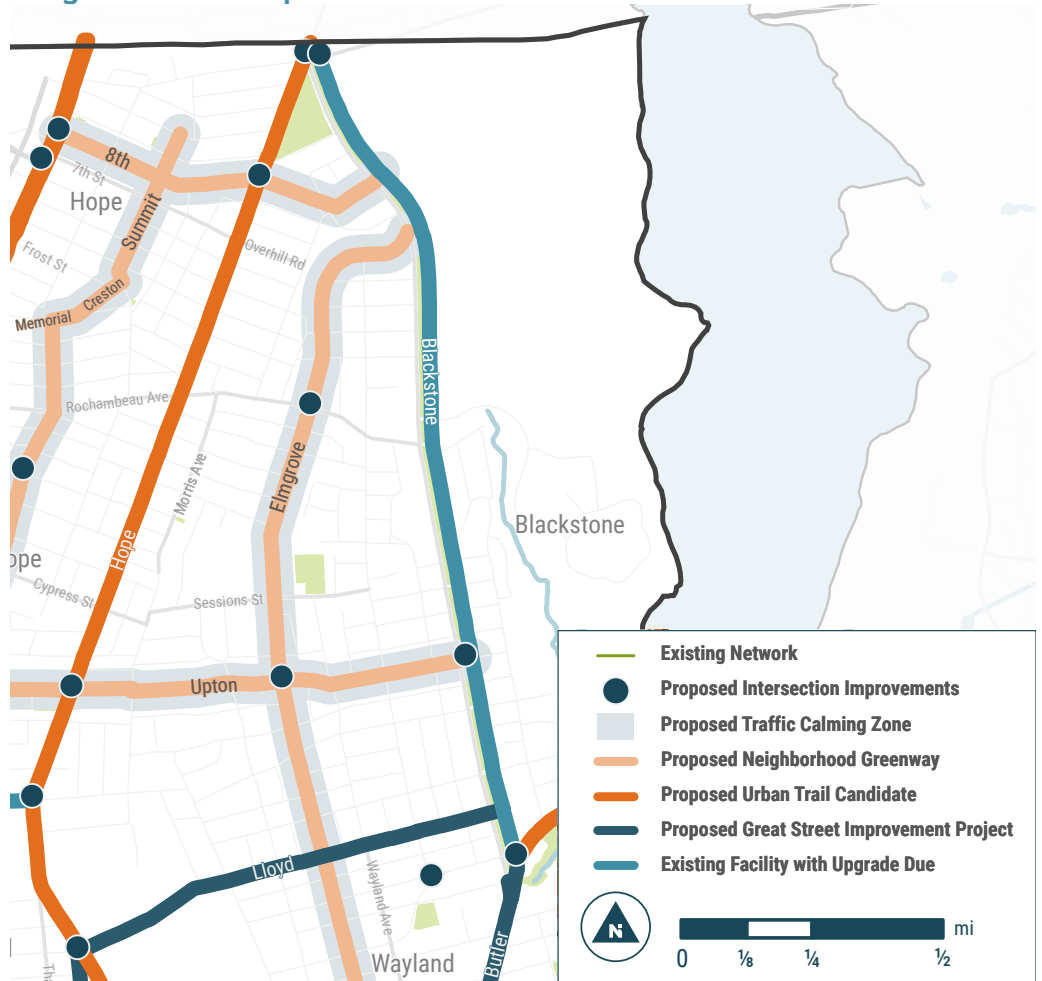 8th
7th St
Hope
Summit
Overhill Rd
Frost St
Creston
Memorial
Blackstone
Rochambeau Ave
Elmgrove
Morris Ave
Blackstone
Hope
ope
Cypress St
Sessions St
Upton
Lloyd
Wayland Ave
Wayland
Butler
Tha
Existing Network
Proposed Intersection Improvements
Proposed Traffic Calming Zone
Proposed Neighborhood Greenway
Proposed Urban Trail Candidate
Proposed Great Street Improvement Project
Existing Facility with Upgrade Due
N
mi
0 ⅛ ¼ ½